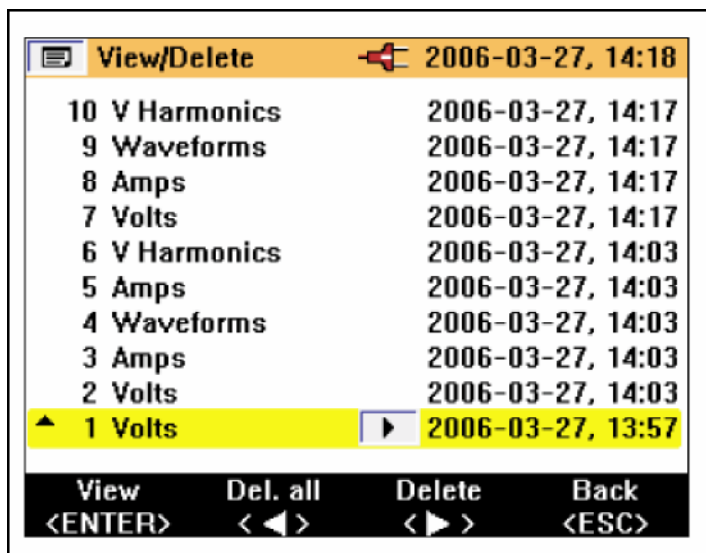 View/Delete 2006-03-27, 14:18
10 V Harmonics 2006-03-27, 14:17
9 Waveforms 2006-03-27, 14:17
8 Amps 2006-03-27, 14:17
7 Volts 2006-03-27, 14:17
6 V Harmonics 2006-03-27, 14:03
5 Amps 2006-03-27, 14:03
4 Waveforms 2006-03-27, 14:03
3 Amps 2006-03-27, 14:03
2 Volts 2006-03-27, 14:03
1 Volts 2006-03-27, 13:57
View Del. all Delete Back
<ENTER> <◀> <▶> <ESC>